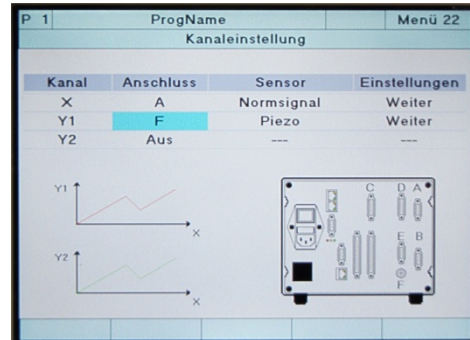 P 1 ProgName Menü 22
Kanaleinstellung
Kanal Anschluss Sensor Einstellungen
X A Normsignal Weiter
Y1 F Piezo Weiter
Y2 Aus --- ---
Y1
X
Y2
X
C D A
E B
F